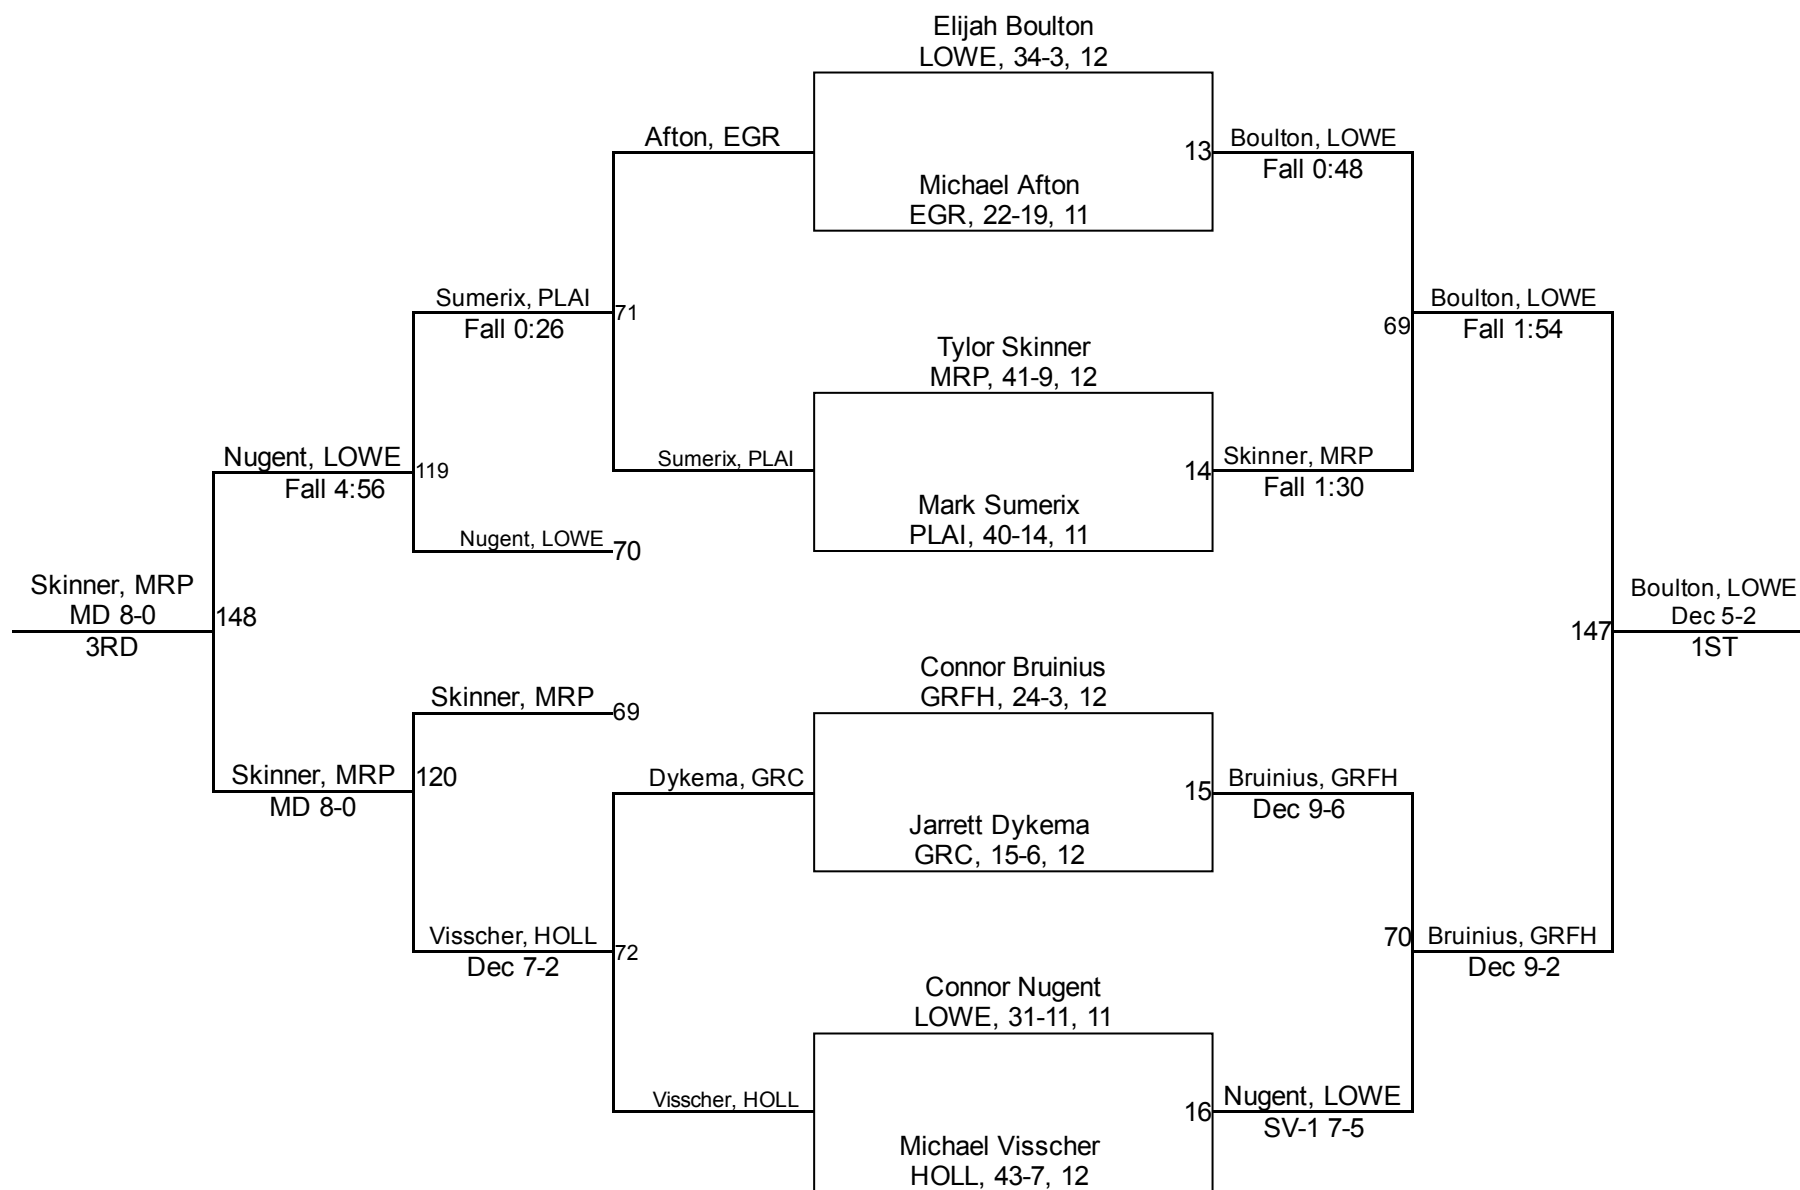 Elijah Boulton
LOWE, 34-3, 12
Afton, EGR
13
Boulton, LOWE
Fall 0:48
Michael Afton
EGR, 22-19, 11
Sumerix, PLAI
Fall 0:26
71
Boulton, LOWE
Fall 1:54
69
Tylor Skinner
MRP, 41-9, 12
Nugent, LOWE
Fall 4:56
119
Sumerix, PLAI
14
Skinner, MRP
Fall 1:30
Mark Sumerix
PLAI, 40-14, 11
Nugent, LOWE
70
Skinner, MRP
MD 8-0
3RD
148
147
Boulton, LOWE
Dec 5-2
1ST
Connor Bruinius
GRFH, 24-3, 12
Skinner, MRP
69
Skinner, MRP
MD 8-0
120
Dykema, GRC
15
Bruinius, GRFH
Dec 9-6
Jarrett Dykema
GRC, 15-6, 12
Visscher, HOLL
Dec 7-2
72
70
Bruinius, GRFH
Dec 9-2
Connor Nugent
LOWE, 31-11, 11
Visscher, HOLL
16
Nugent, LOWE
SV-1 7-5
Michael Visscher
HOLL, 43-7, 12